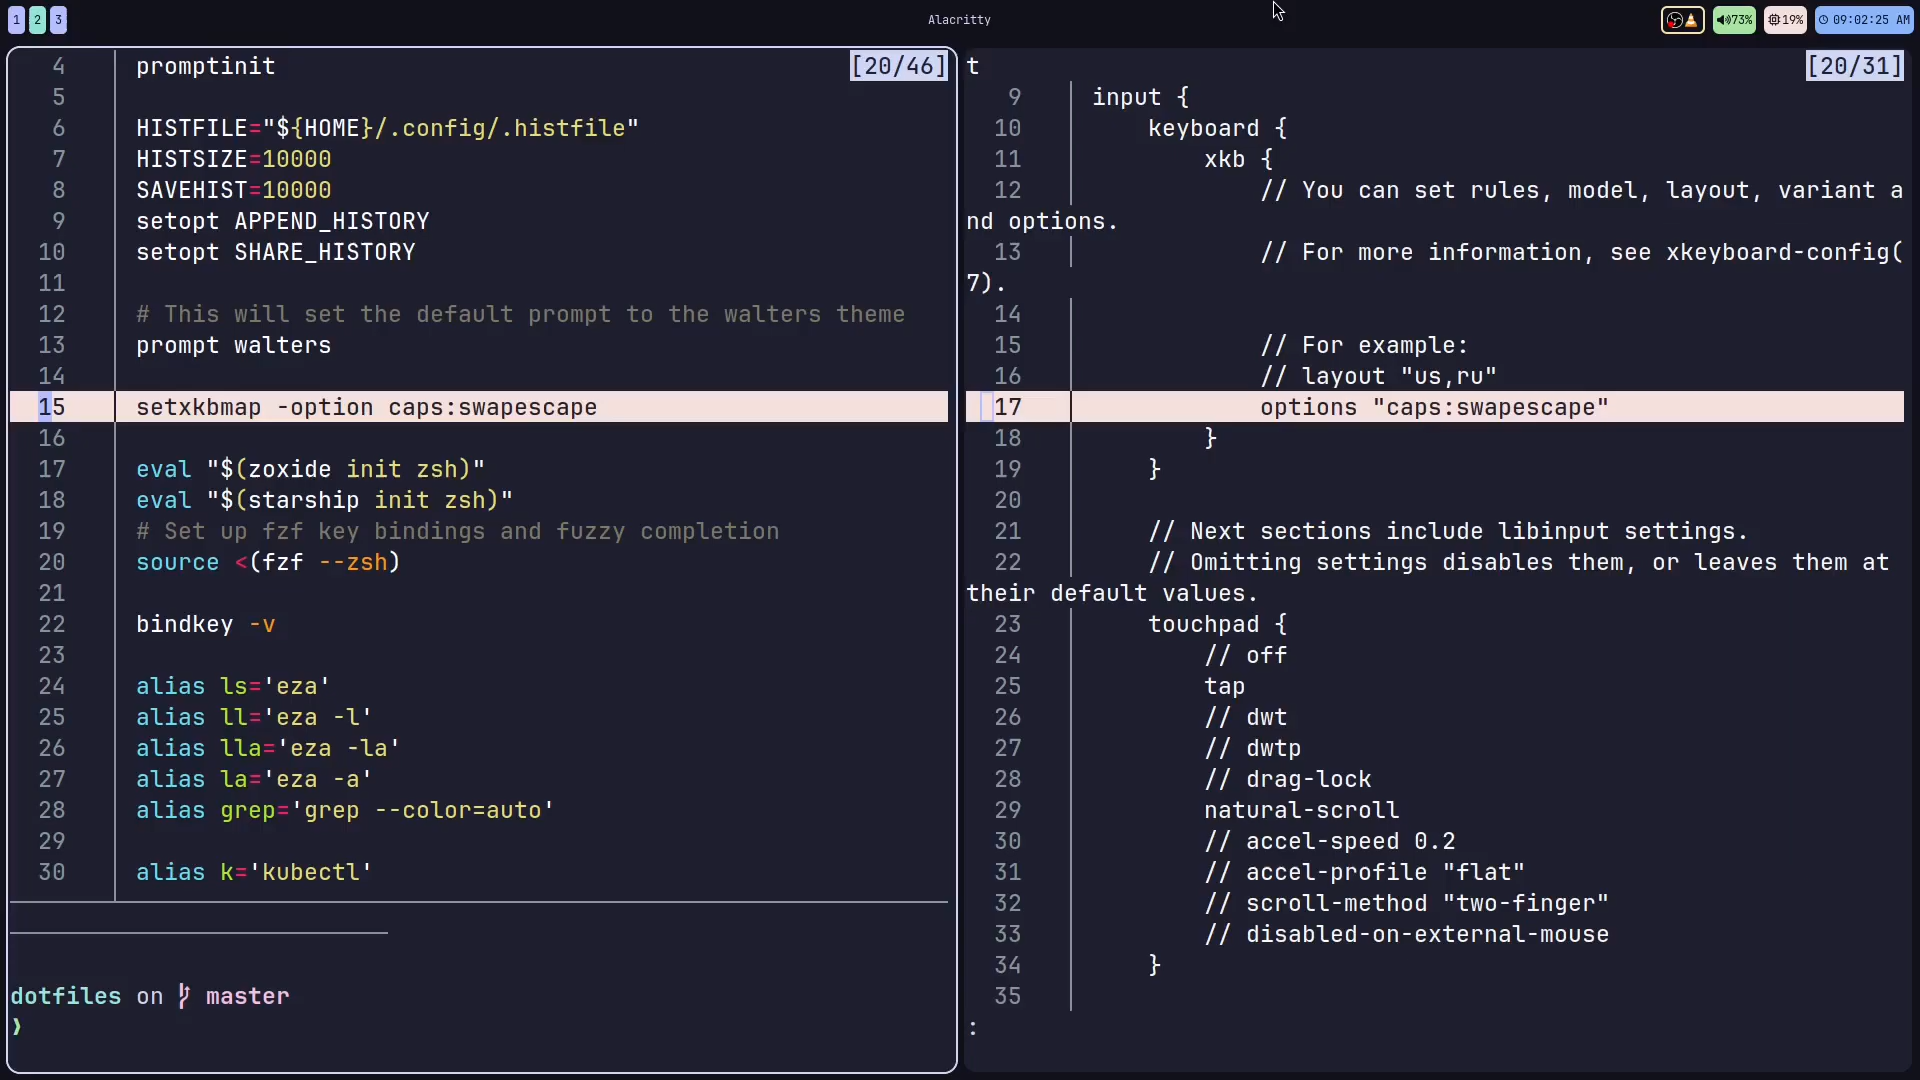 1 2 3
Alacritty
73% 19% 09:02:25 AM
[20/46]
4 promptinit
5
6 HISTFILE="${HOME}/.config/.histfile"
7 HISTSIZE=10000
8 SAVEHIST=10000
9 setopt APPEND_HISTORY
10 setopt SHARE_HISTORY
11
12 # This will set the default prompt to the walters theme
13 prompt walters
14
15 setxkbmap -option caps:swapescape
16
17 eval "$(zoxide init zsh)"
18 eval "$(starship init zsh)"
19 # Set up fzf key bindings and fuzzy completion
20 source <(fzf --zsh)
21
22 bindkey -v
23
24 alias ls='eza'
25 alias ll='eza -l'
26 alias lla='eza -la'
27 alias la='eza -a'
28 alias grep='grep --color=auto'
29
30 alias k='kubectl'
dotfiles on master
❱
t [20/31]
9 input {
10 keyboard {
11 xkb {
12 // You can set rules, model, layout, variant a
nd options.
13 // For more information, see xkeyboard-config(
7).
14
15 // For example:
16 // layout "us,ru"
17 options "caps:swapescape"
18 }
19 }
20
21 // Next sections include libinput settings.
22 // Omitting settings disables them, or leaves them at
their default values.
23 touchpad {
24 // off
25 tap
26 // dwt
27 // dwtp
28 // drag-lock
29 natural-scroll
30 // accel-speed 0.2
31 // accel-profile "flat"
32 // scroll-method "two-finger"
33 // disabled-on-external-mouse
34 }
35
: